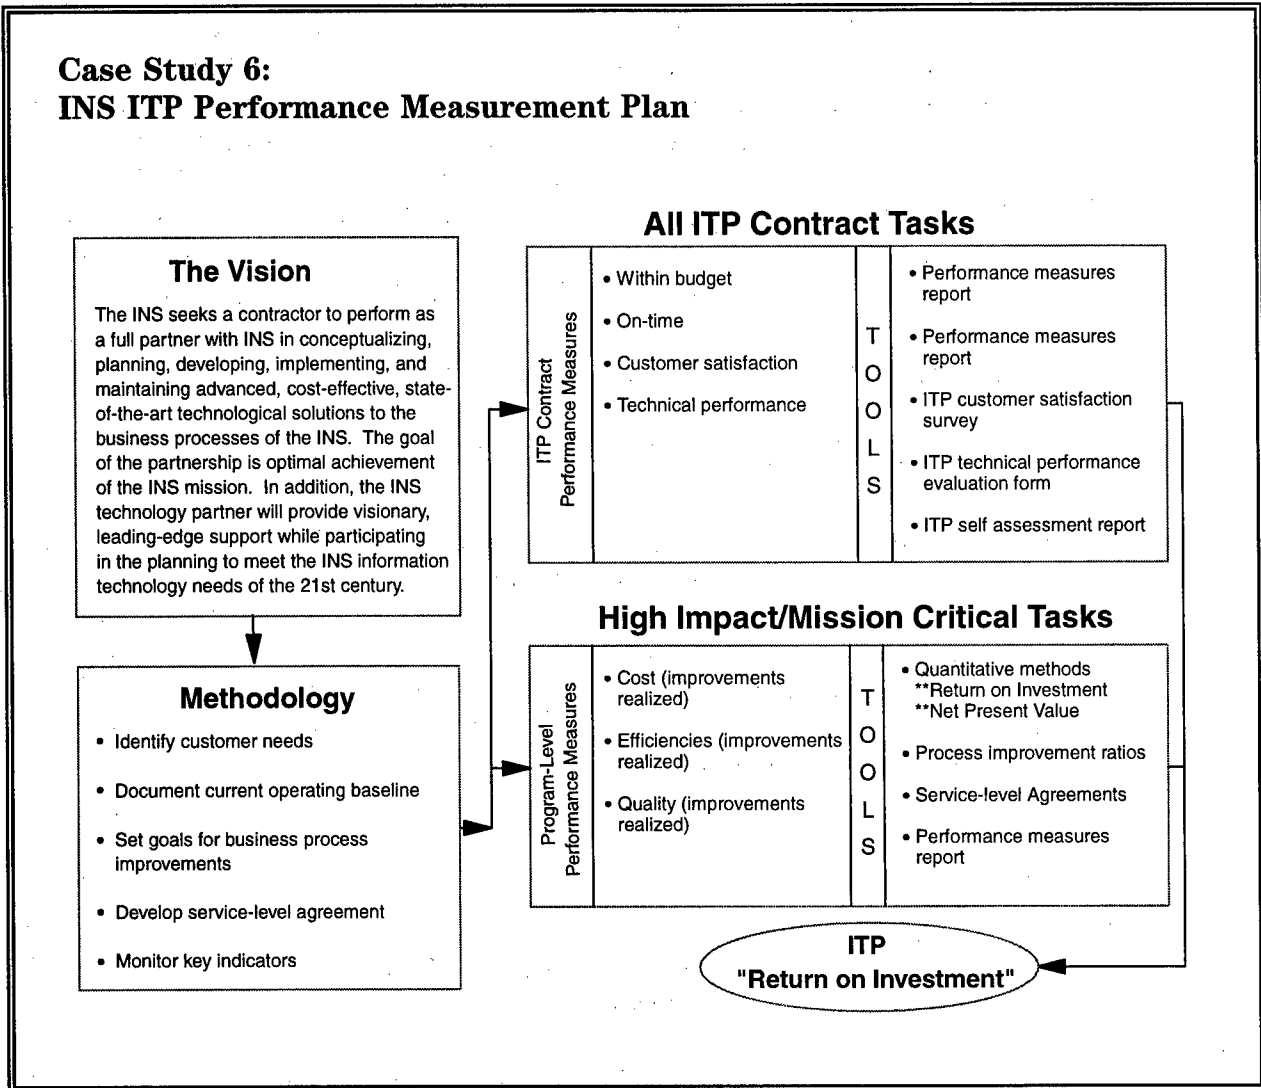 Case Study 6:
INS ITP Performance Measurement Plan
The Vision
The INS seeks a contractor to perform as
a full partner with INS in conceptualizing,
planning, developing, implementing, and
maintaining advanced, cost-effective, state-
of-the-art technological solutions to the
business processes of the INS. The goal
of the partnership is optimal achievement
of the INS mission. In addition, the INS
technology partner will provide visionary,
leading-edge support while participating
in the planning to meet the INS information
technology needs of the 21st century.
Methodology
• Identify customer needs
• Document current operating baseline
• Set goals for business process
improvements
• Develop service-level agreement
• Monitor key indicators
All ITP Contract Tasks
ITP Contract
Performance Measures
• Within budget
• On-time
• Customer satisfaction
• Technical performance
T
O
O
L
S
• Performance measures
report
• Performance measures
report
• ITP customer satisfaction
survey
• ITP technical performance
evaluation form
• ITP self assessment report
High Impact/Mission Critical Tasks
Program-Level
Performance Measures
• Cost (improvements
realized)
• Efficiencies (improvements
realized)
• Quality (improvements
realized)
T
O
O
L
S
• Quantitative methods
**Return on Investment
**Net Present Value
• Process improvement ratios
• Service-level Agreements
• Performance measures
report
ITP
"Return on Investment"